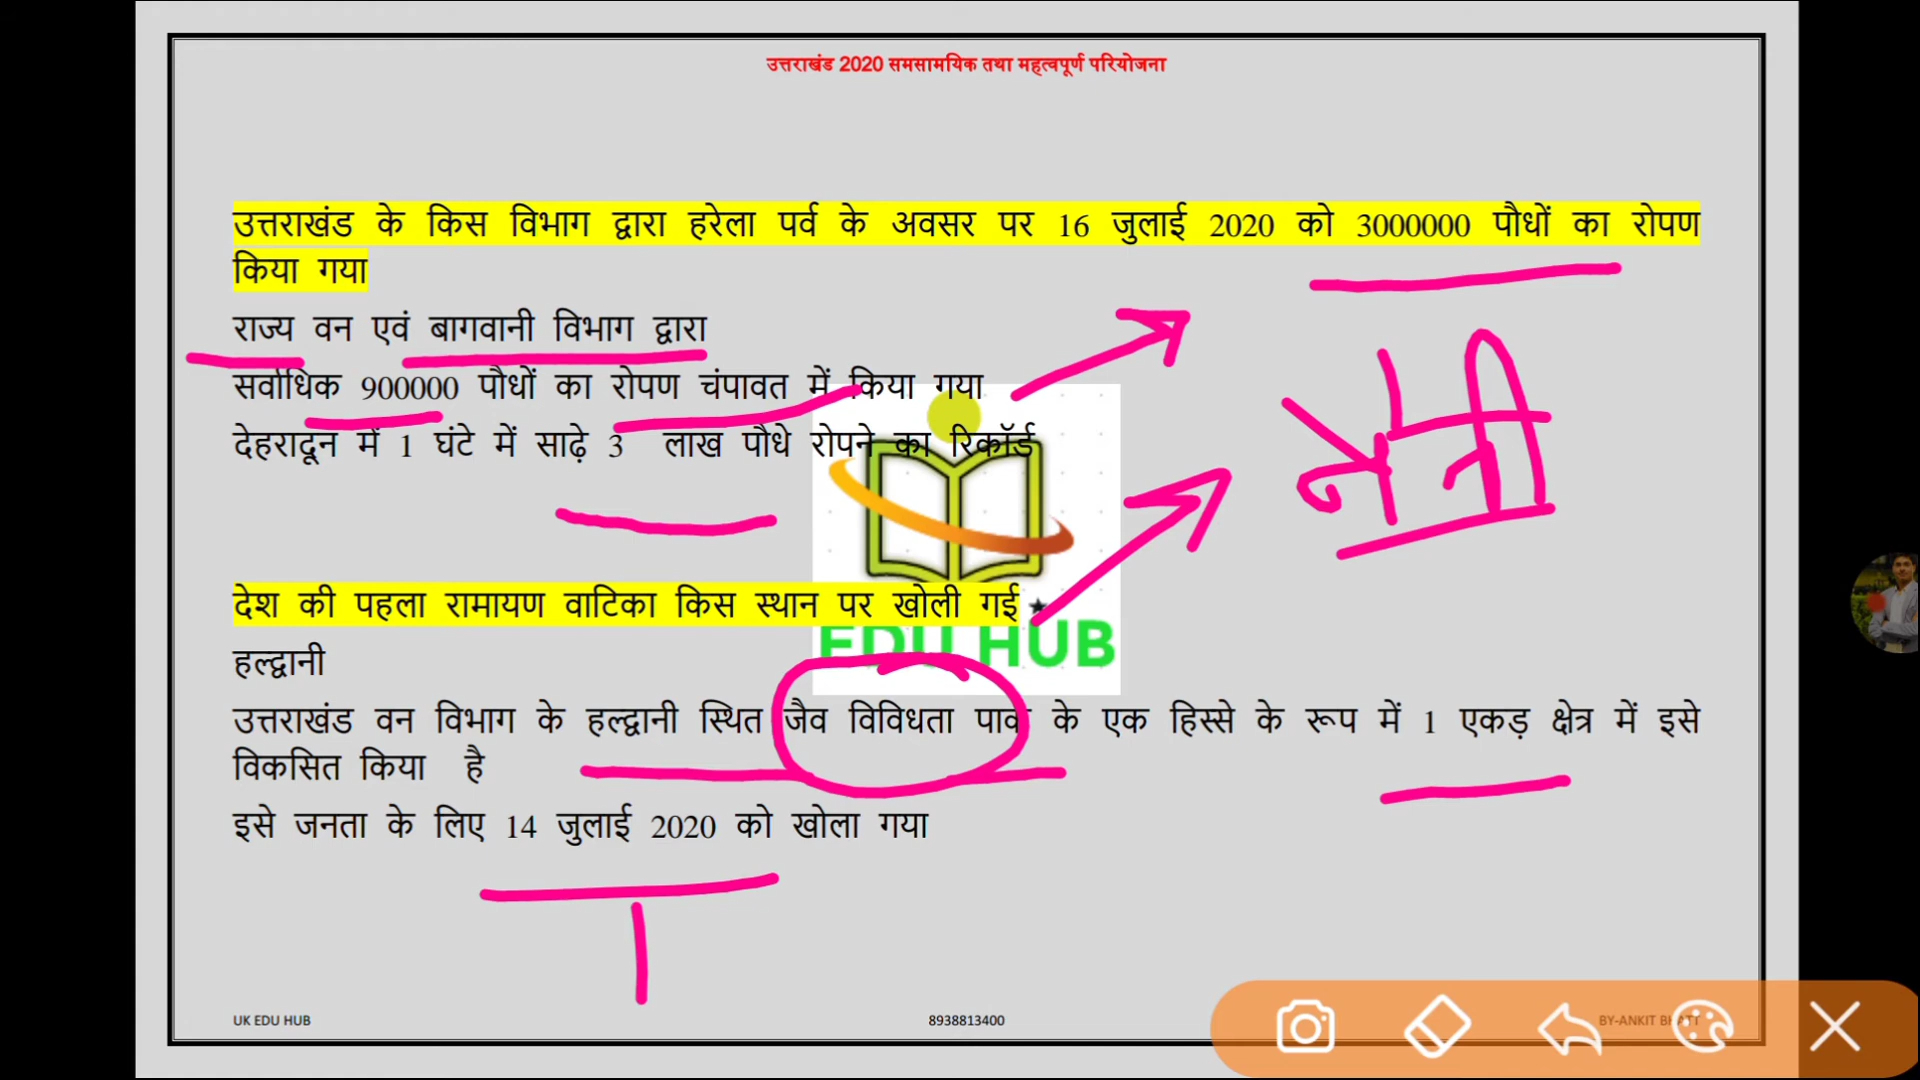 उत्तराखंड 2020 समसामयिक तथा महत्वपूर्ण परियोजना
उत्तराखंड के किस विभाग द्वारा हरेला पर्व के अवसर पर 16 जुलाई 2020 को 3000000 पौधों का रोपण
किया गया
राज्य वन एवं बागवानी विभाग द्वारा
सर्वाधिक 900000 पौधों का रोपण चंपावत में किया गया
देहरादून में 1 घंटे में साढ़े 3 लाख पौधे रोपने का रिकॉर्ड
देश की पहला रामायण वाटिका किस स्थान पर खोली गई
EDU HUB
हल्द्वानी
उत्तराखंड वन विभाग के हल्द्वानी स्थित जैव विविधता पार्क के एक हिस्से के रूप में 1 एकड़ क्षेत्र में इसे
विकसित किया है
इसे जनता के लिए 14 जुलाई 2020 को खोला गया
UK EDU HUB
8938813400
BY-ANKIT BHATT